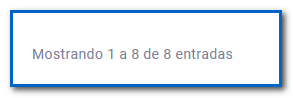 Mostrando 1 a 8 de 8 entradas